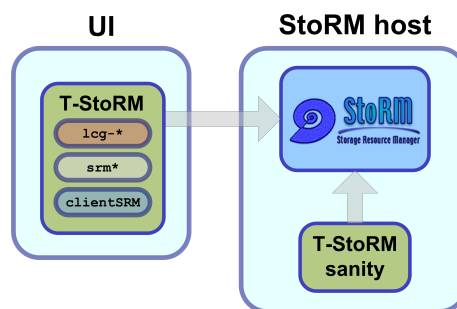 UI
StoRM host
T-StoRM
lcg-*
srm*
clientSRM
StoRM
Storage Resource Manager
T-StoRM
sanity